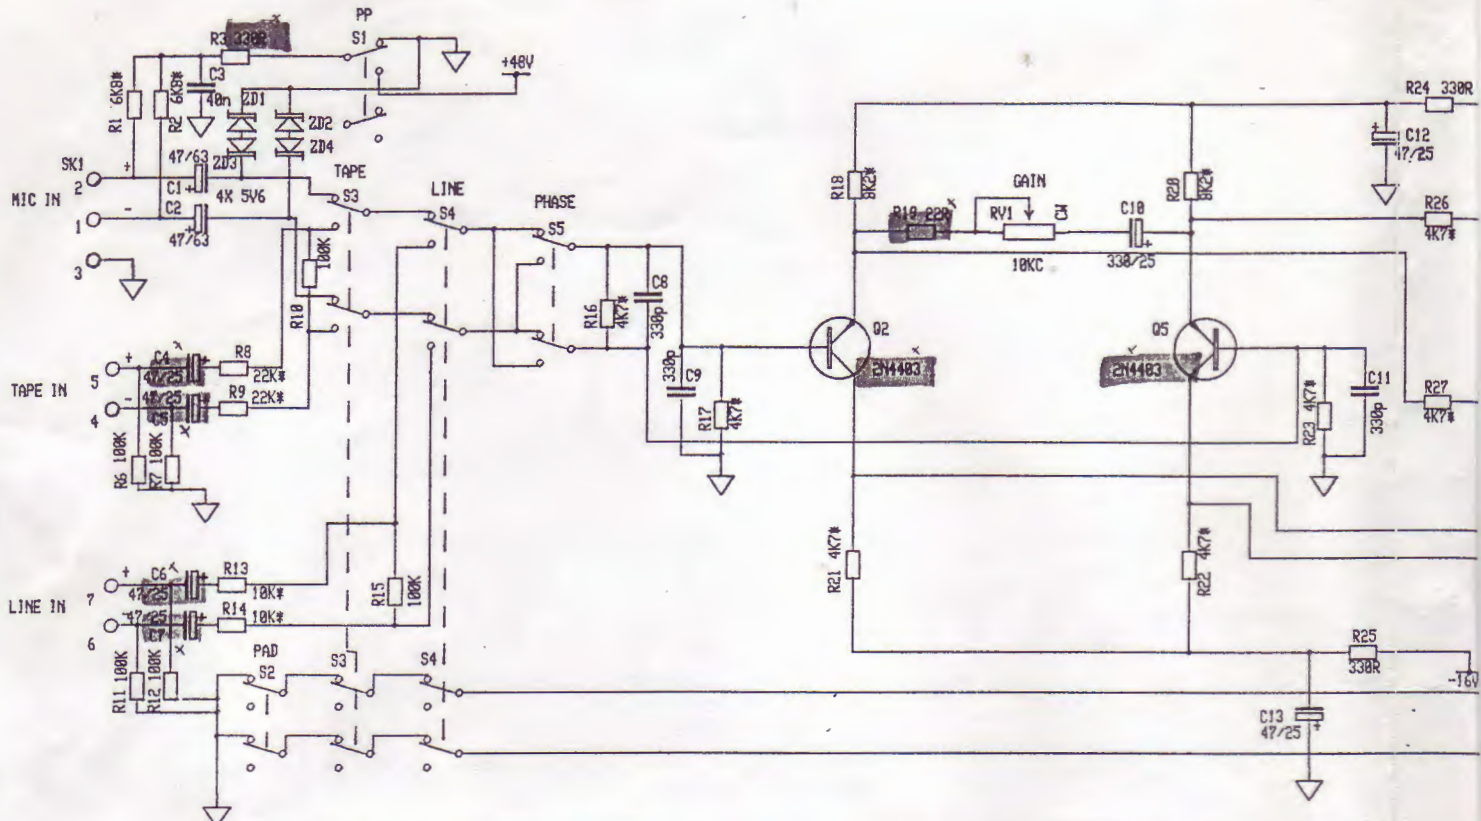 PP
R3 330R
S1
+48V
R1 6K8*
R2 6K8*
C3
40n
ZD1
ZD2
ZD3
ZD4
4X 5V6
SK1
MIC IN
2
+
1
-
3
47/63
C1
+
C2
+
47/63
TAPE
S3
LINE
S4
PHASE
S5
R10
100K
TAPE IN
5
+
4
-
C4
47/25
+
47/25
C5
+
R8
22K*
R9
22K*
R6 100K
R7 100K
LINE IN
7
+
6
-
C6
47/25
+
47/25
C7
+
R13
10K*
R14
10K*
R11 100K
R12 100K
R15
100K
PAD
S2
S3
S4
R16
4K7*
C8
330p
330p
C9
R17
4K7*
R18
8K2*
R19 22R
GAIN
RV1
CW
10KC
C10
+
330/25
R20
8K2*
Q2
2N4403
Q5
2N4403
R21 4K7*
R22 4K7*
R23 4K7*
C11
330p
R24 330R
C12
+
47/25
R26
4K7*
R27
4K7*
R25
330R
-16V
C13
47/25
+